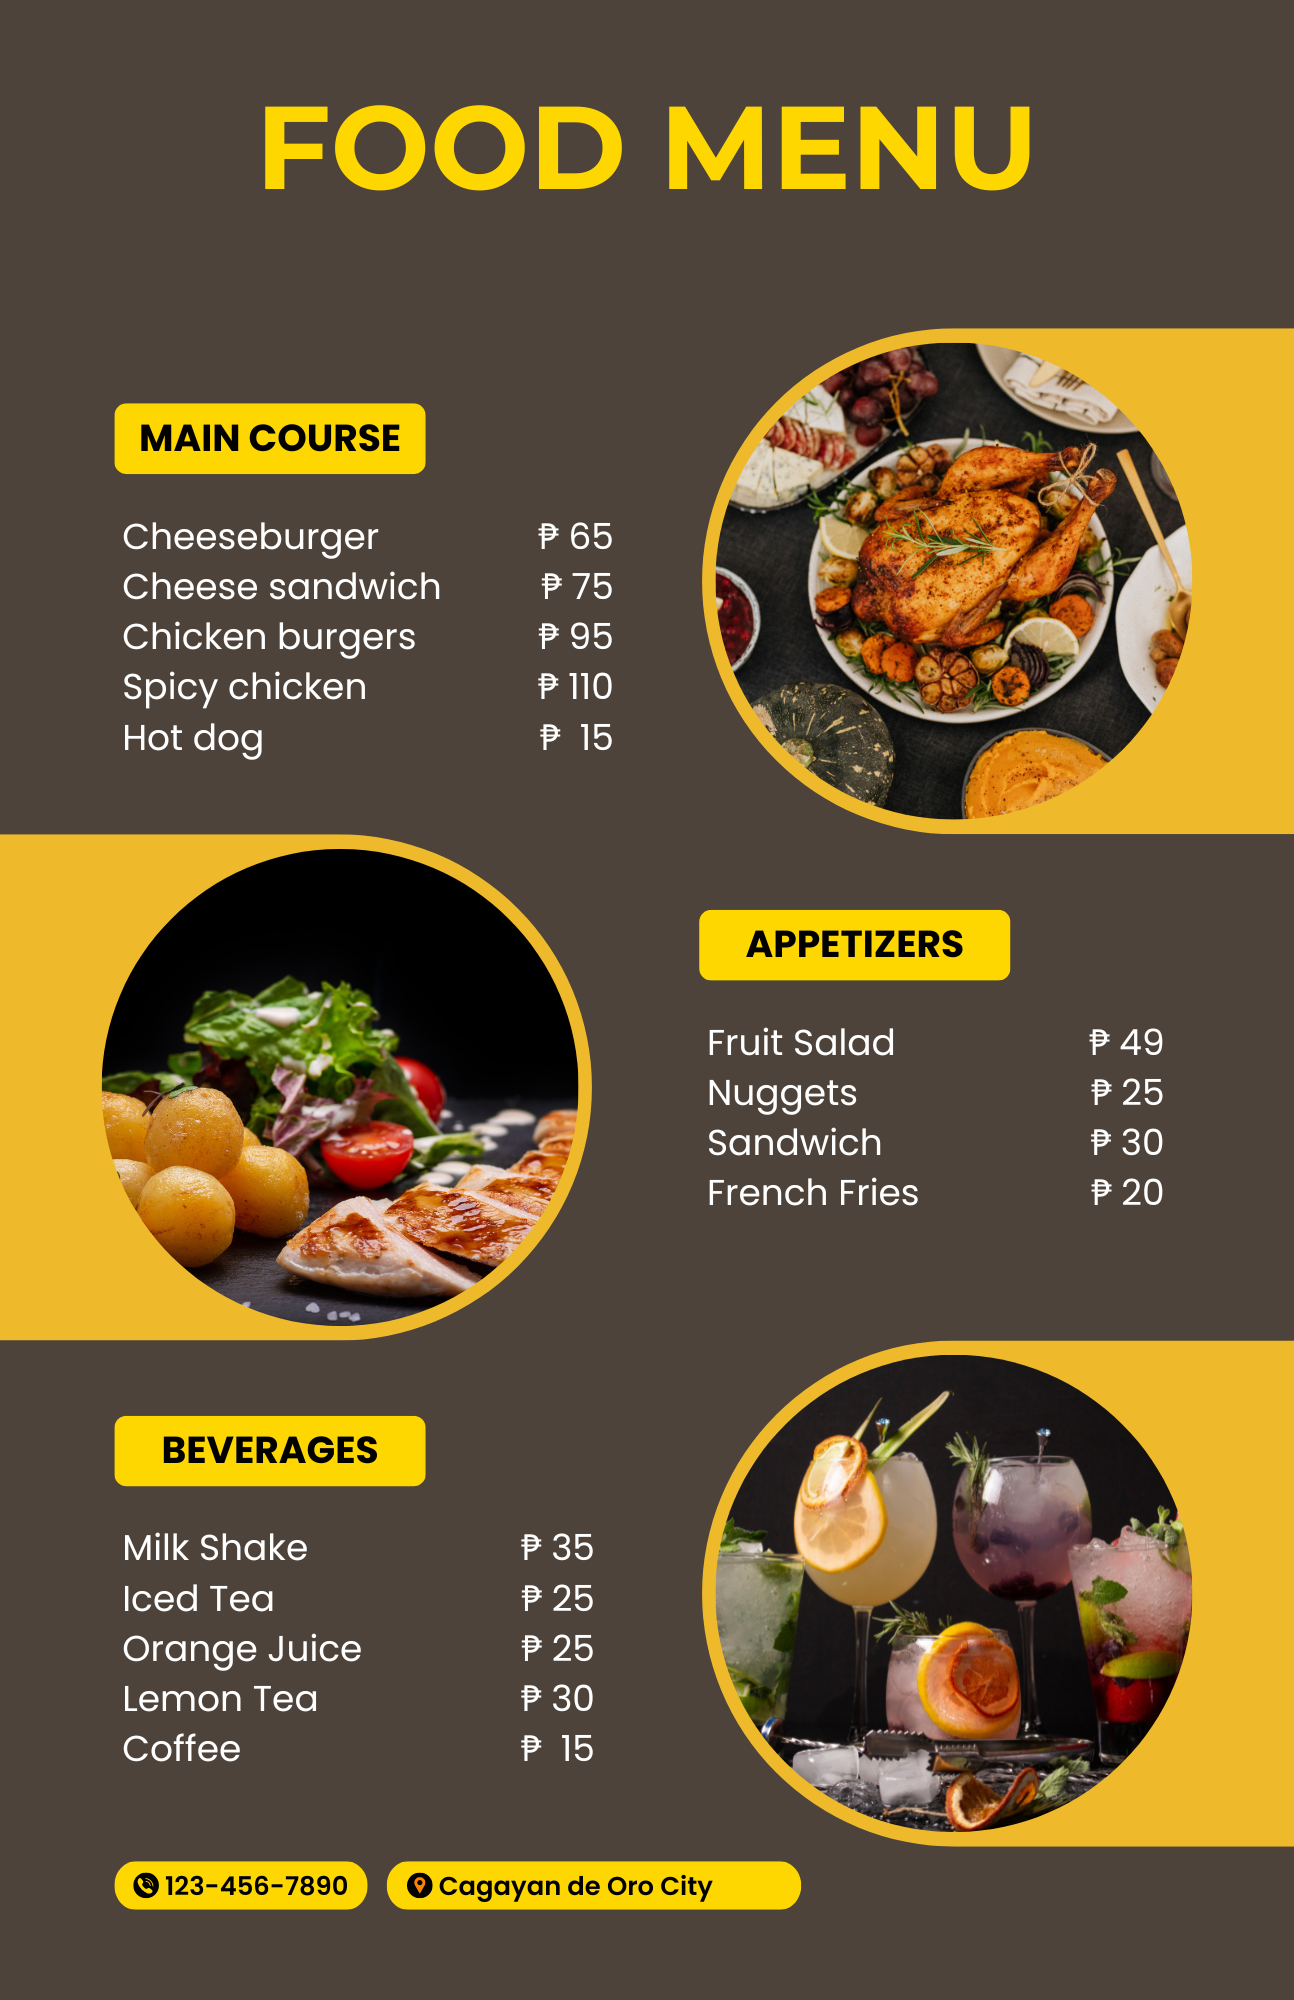 FOOD MENU
MAIN COURSE
Cheeseburger ₱ 65
Cheese sandwich ₱ 75
Chicken burgers ₱ 95
Spicy chicken ₱ 110
Hot dog ₱ 15
APPETIZERS
Fruit Salad ₱ 49
Nuggets ₱ 25
Sandwich ₱ 30
French Fries ₱ 20
BEVERAGES
Milk Shake ₱ 35
Iced Tea ₱ 25
Orange Juice ₱ 25
Lemon Tea ₱ 30
Coffee ₱ 15
123-456-7890 Cagayan de Oro City